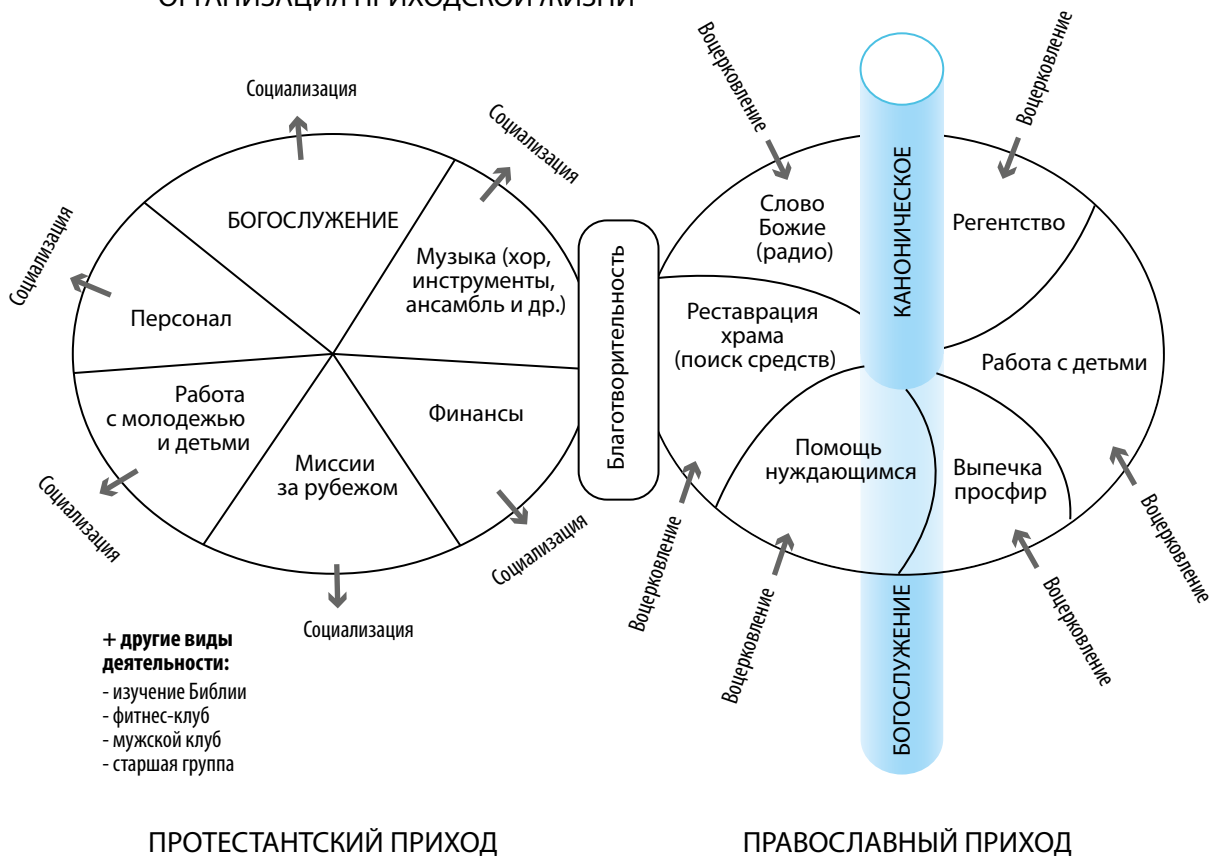 ОРГАНИЗАЦИЯ ПРИХОДСКОЙ ЖИЗНИ
Социализация
Социализация
Социализация
БОГОСЛУЖЕНИЕ
Музыка (хор,
инструменты,
ансамбль и др.)
Персонал
Работа
с молодежью
и детьми
Миссии
за рубежом
Финансы
Социализация
Социализация
Социализация
+ другие виды
деятельности:
- изучение Библии
- фитнес-клуб
- мужской клуб
- старшая группа
ПРОТЕСТАНТСКИЙ ПРИХОД
Благотворительность
Воцерковление
Воцерковление
КАНОНИЧЕСКОЕ
Слово
Божие
(радио)
Регентство
Реставрация
храма
(поиск средств)
Работа с детьми
Помощь
нуждающимся
Выпечка
просфир
Воцерковление
Воцерковление
Воцерковление
Воцерковление
БОГОСЛУЖЕНИЕ
ПРАВОСЛАВНЫЙ ПРИХОД